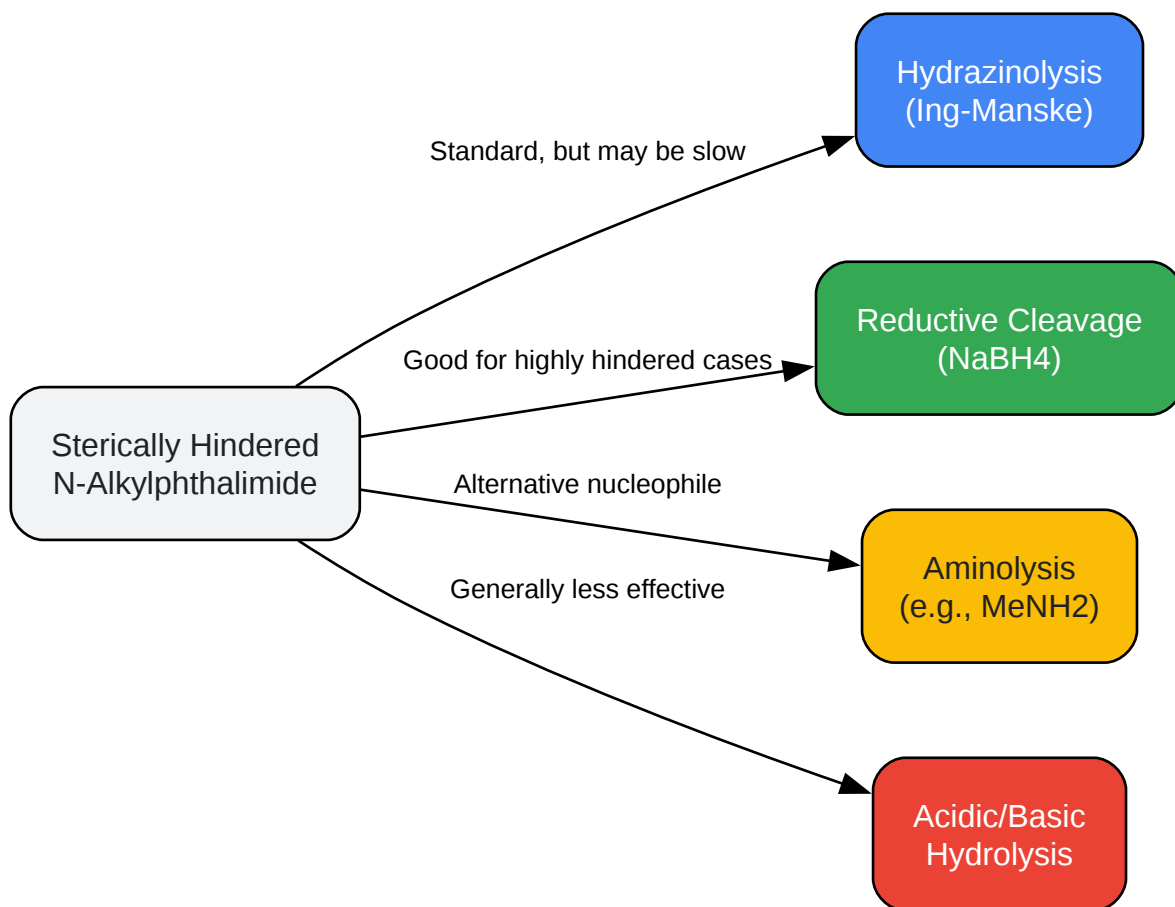 Hydrazinolysis
(Ing-Manske)
Standard, but may be slow
Reductive Cleavage
(NaBH4)
Good for highly hindered cases
Sterically Hindered
N-Alkylphthalimide
Alternative nucleophile
Aminolysis
(e.g., MeNH2)
Generally less effective
Acidic/Basic
Hydrolysis